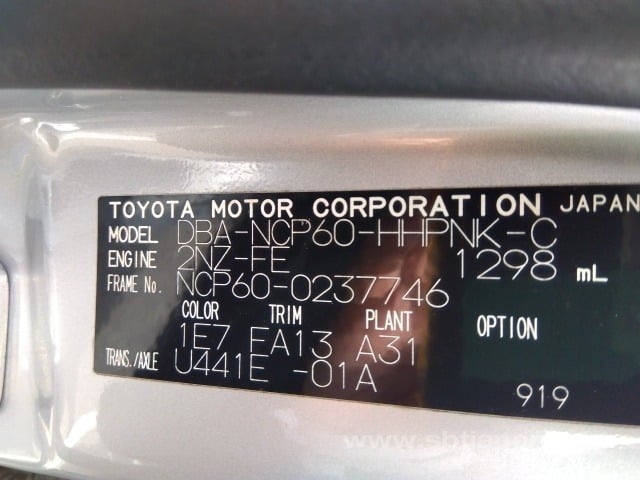 TOYOTA MOTOR CORPORATION JAPAN
MODEL DBA-NCP60-HHPNK-C
ENGINE 2NZ-FE 1298 mL
FRAME No. NCP60-0237746
COLOR TRIM PLANT OPTION
1E7 EA13 A31
TRANS./AXLE U441E -01A
919